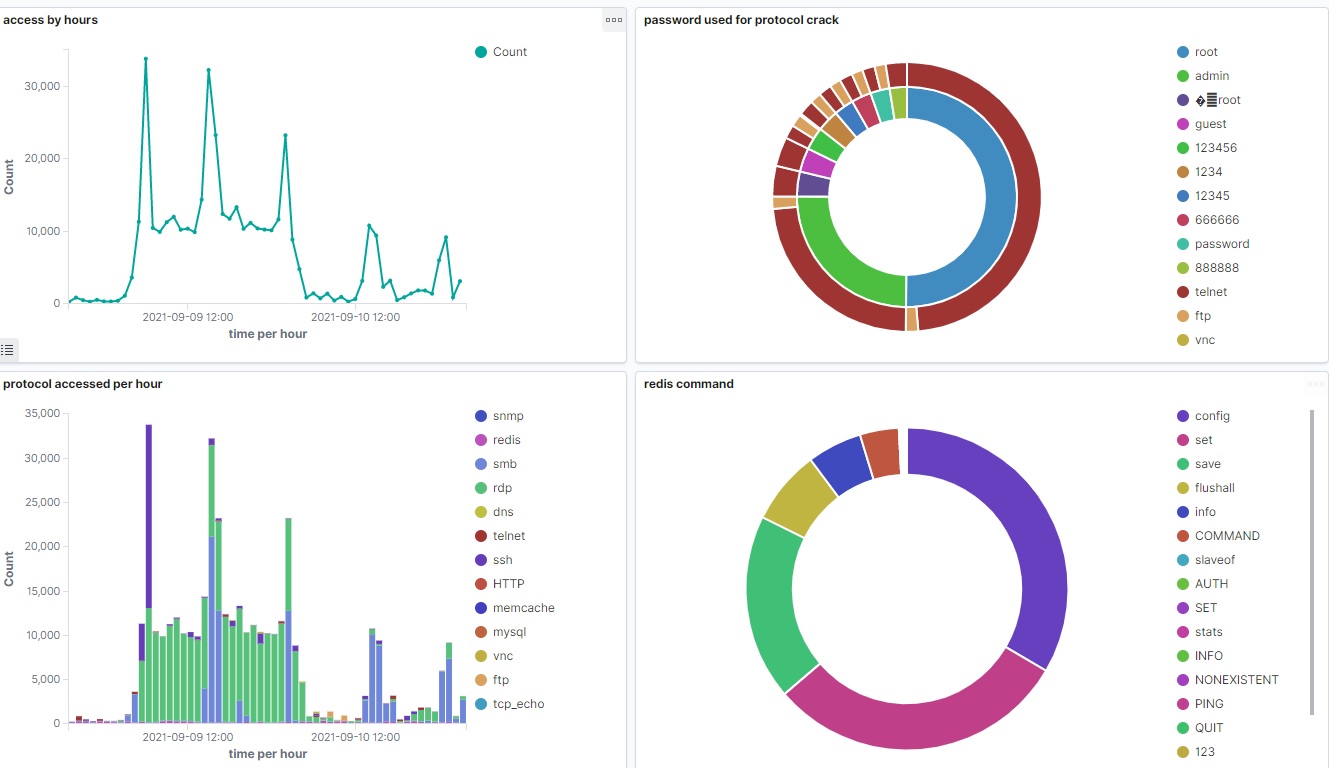 access by hours
Count
30,000
20,000
10,000
0
Count
2021-09-09 12:00
2021-09-10 12:00
time per hour
password used for protocol crack
root
admin
�䷀root
guest
123456
1234
12345
666666
password
888888
telnet
ftp
vnc
protocol accessed per hour
35,000
30,000
25,000
20,000
15,000
10,000
5,000
0
Count
2021-09-09 12:00
2021-09-10 12:00
time per hour
snmp
redis
smb
rdp
dns
telnet
ssh
HTTP
memcache
mysql
vnc
ftp
tcp_echo
redis command
config
set
save
flushall
info
COMMAND
slaveof
AUTH
SET
stats
INFO
NONEXISTENT
PING
QUIT
123